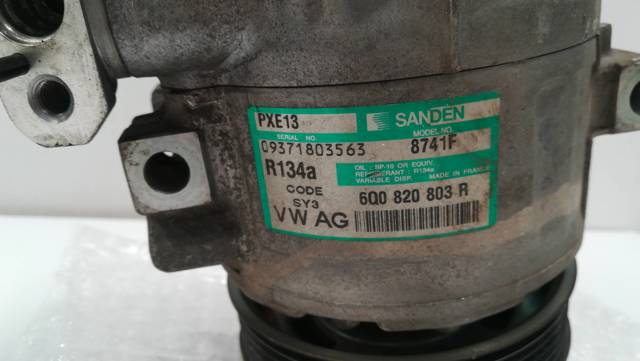 PXE13 SANDEN
SERIAL NO. MODEL NO.
09371803563 8741F
R134a
OIL : SP-10 OR EQUIV.
REFRIGERANT : R134a
VARIABLE DISP. MADE IN FRANCE
CODE
SY3
6Q0 820 803 R
VW AG